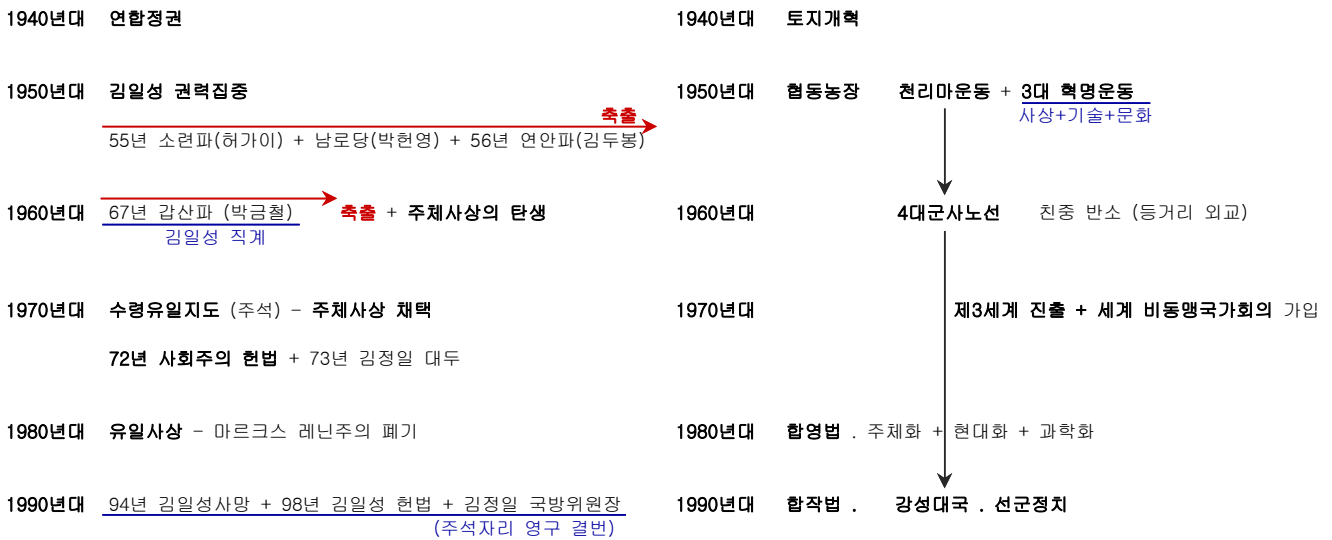 1940년대 연합정권
1950년대 김일성 권력집중
축출
55년 소련파(허가이) + 남로당(박헌영) + 56년 연안파(김두봉)
1960년대 67년 갑산파 (박금철) 축출 + 주체사상의 탄생
김일성 직계
1970년대 수령유일지도 (주석) - 주체사상 채택
72년 사회주의 헌법 + 73년 김정일 대두
1980년대 유일사상 - 마르크스 레닌주의 폐기
1990년대 94년 김일성사망 + 98년 김일성 헌법 + 김정일 국방위원장
(주석자리 영구 결번)
1940년대 토지개혁
1950년대 협동농장 천리마운동 + 3대 혁명운동
사상+기술+문화
1960년대 4대군사노선 친중 반소 (등거리 외교)
1970년대 제3세계 진출 + 세계 비동맹국가회의 가입
1980년대 합영법 . 주체화 + 현대화 + 과학화
1990년대 합작법 . 강성대국 . 선군정치